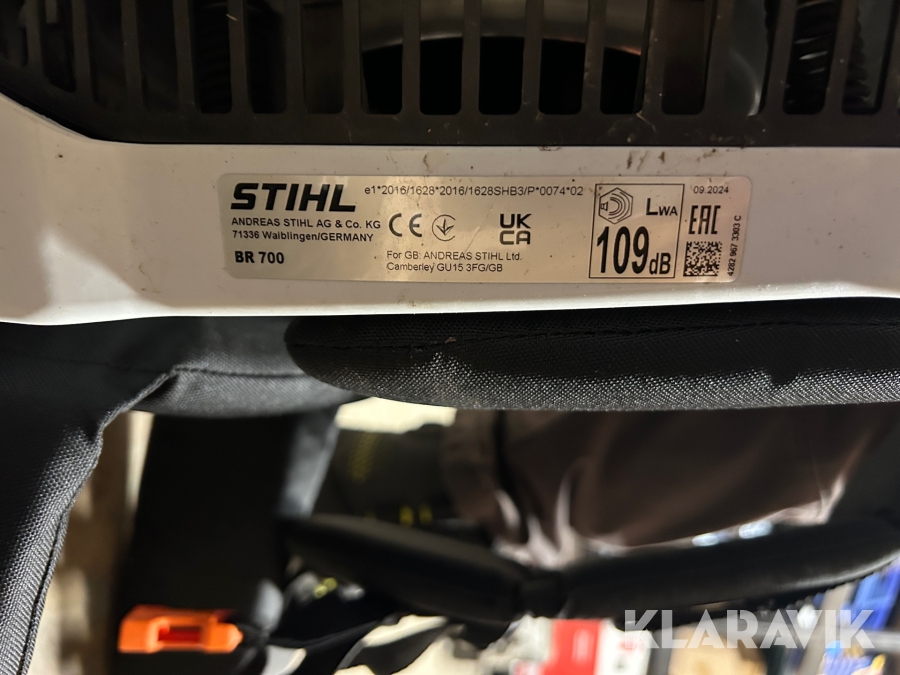 STIHL
e1*2016/1628*2016/1628SHB3/P*0074*02
ANDREAS STIHL AG & Co. KG
71336 Waiblingen/GERMANY
BR 700
CE
UK
CA
For GB: ANDREAS STIHL Ltd.
Camberley GU15 3FG/GB
LWA
109dB
09.2024
EAC
4282 967 3303 C
KLARAVIK